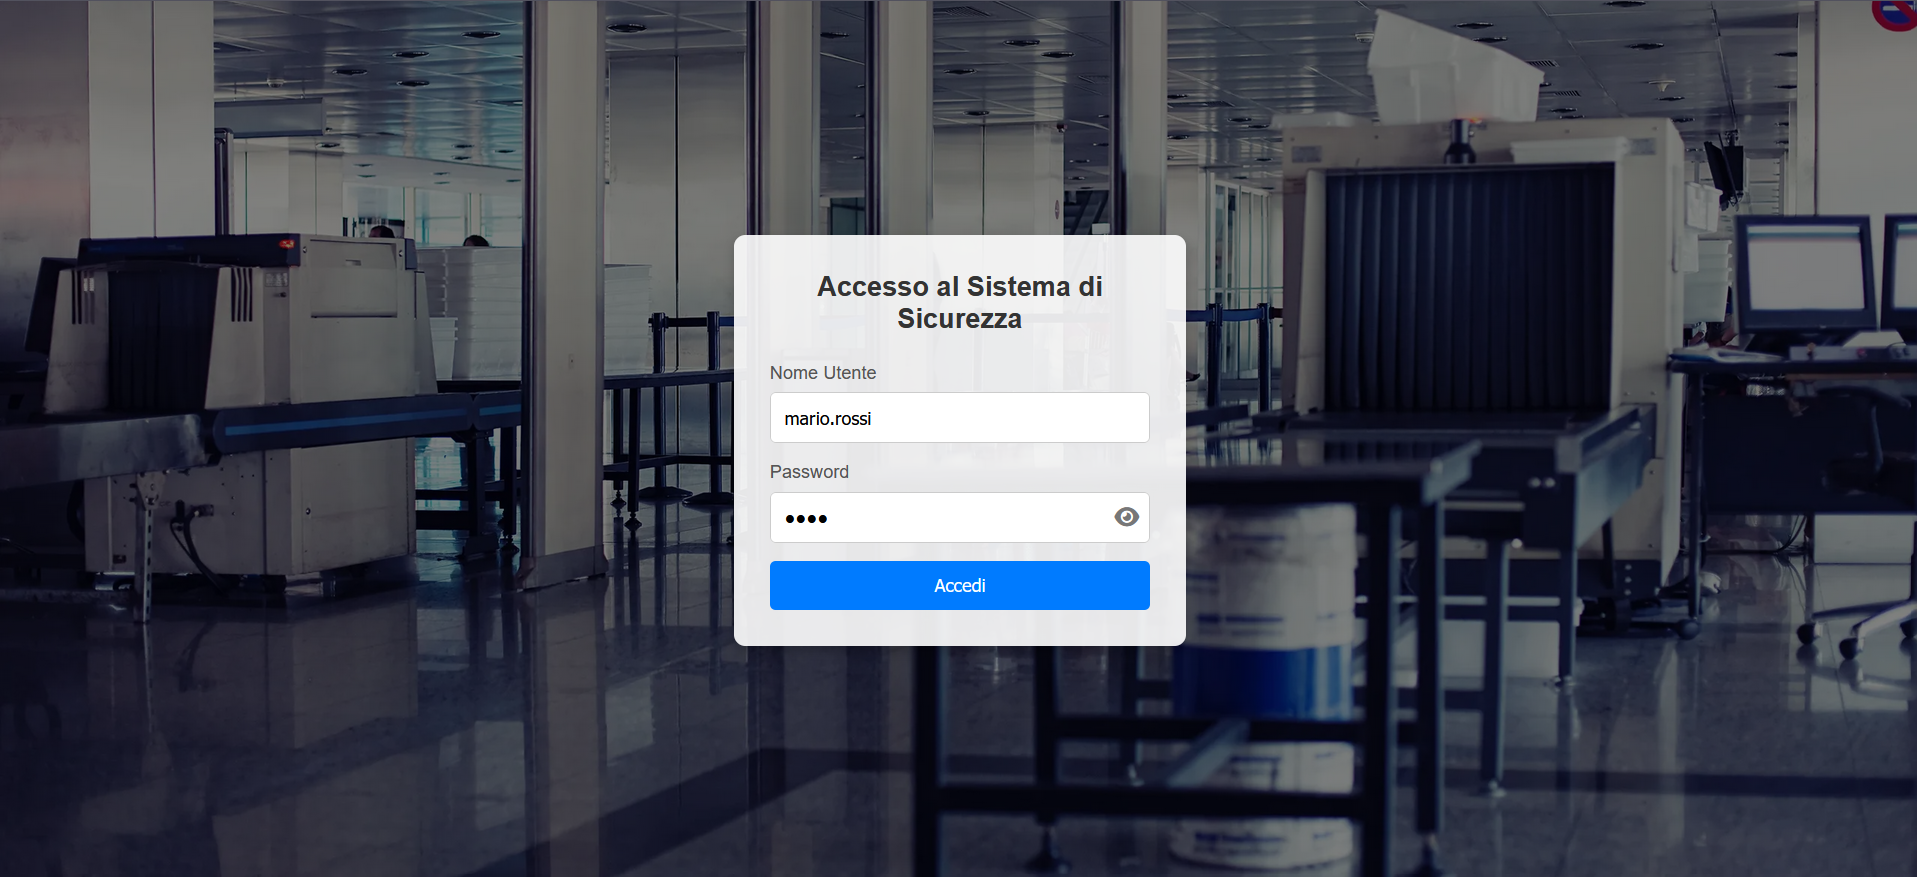 Accesso al Sistema di
Sicurezza
Nome Utente
mario.rossi
Password
••••
Accedi